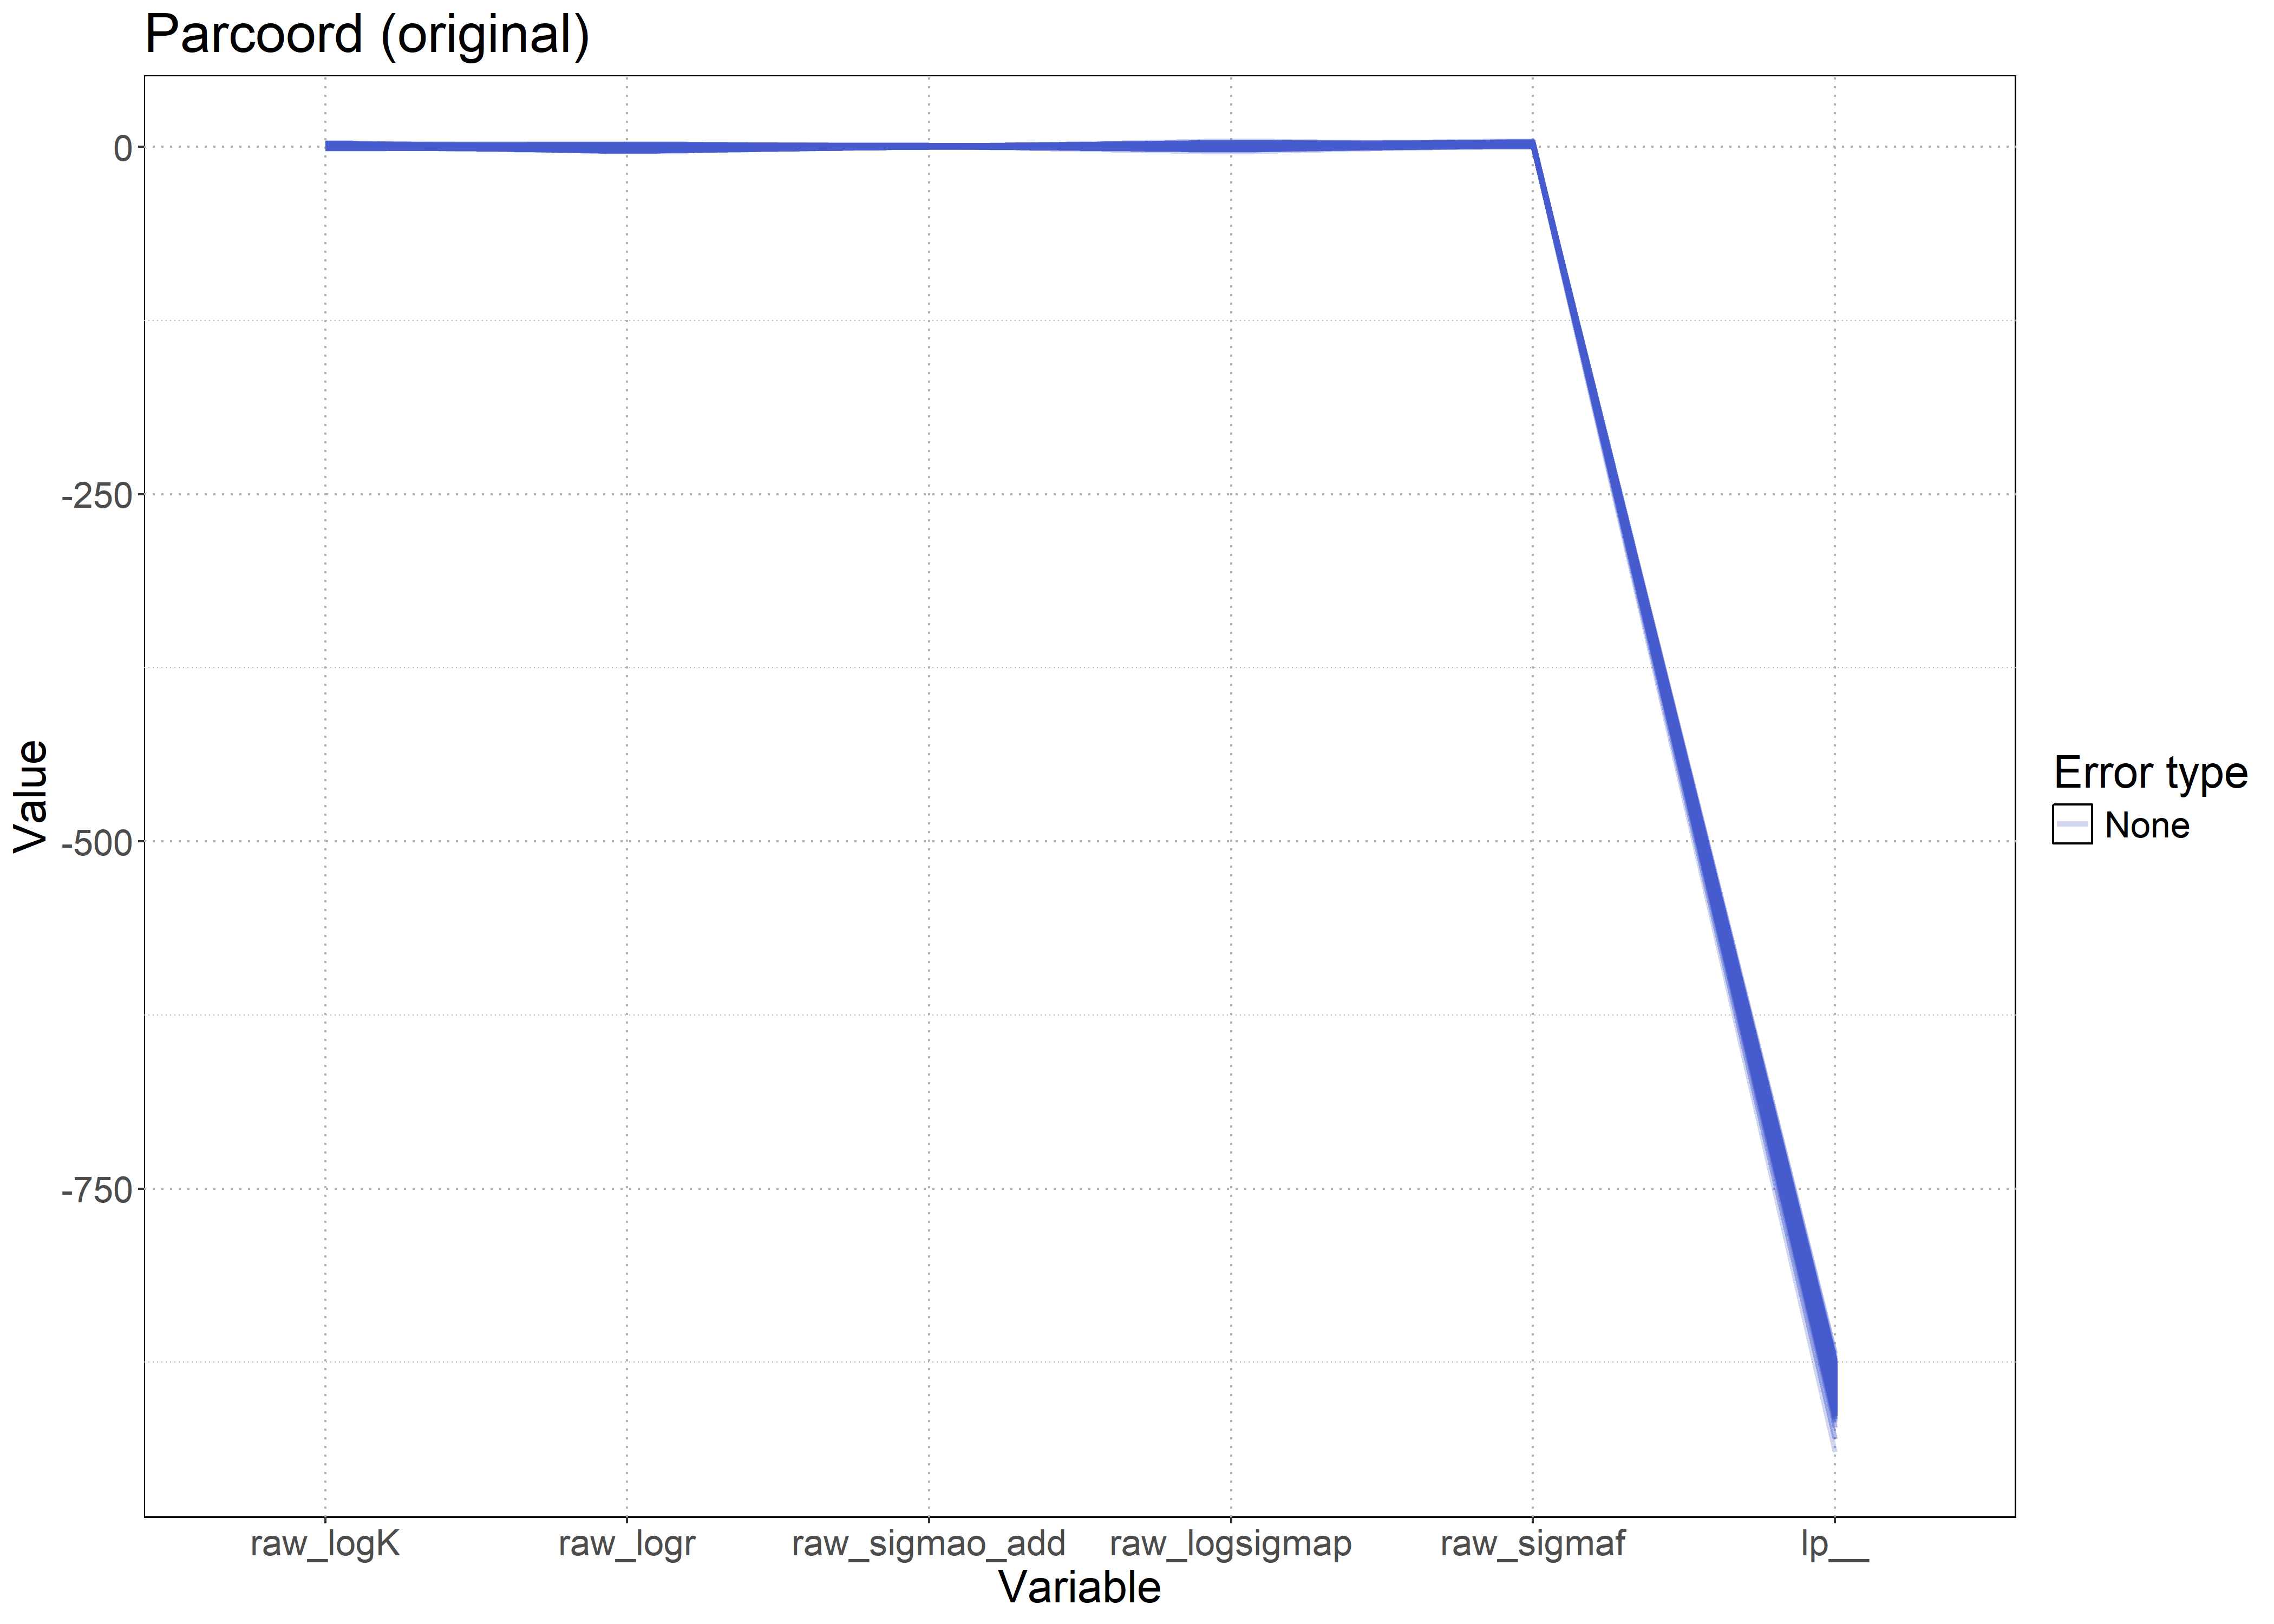 Parcoord (original)
0
-250
-500
-750
Value
raw_logK raw_logr raw_sigmao_add raw_logsigmap raw_sigmaf lp__
Variable
Error type
None